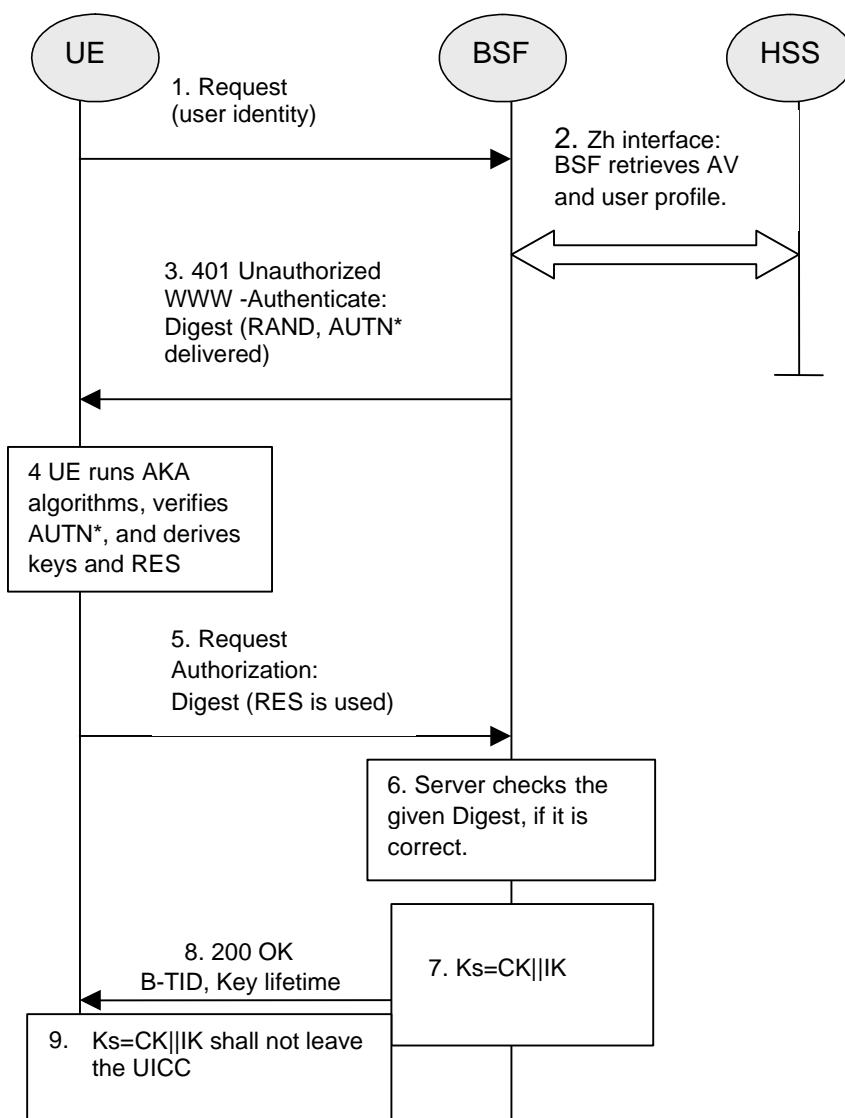 UE
BSF
HSS
1. Request
(user identity)
2. Zh interface:
BSF retrieves AV
and user profile.
3. 401 Unauthorized
WWW -Authenticate:
Digest (RAND, AUTN*
delivered)
4 UE runs AKA
algorithms, verifies
AUTN*, and derives
keys and RES
5. Request
Authorization:
Digest (RES is used)
6. Server checks the
given Digest, if it is
correct.
7. Ks=CK||IK
8. 200 OK
B-TID, Key lifetime
9. Ks=CK||IK shall not leave
the UICC